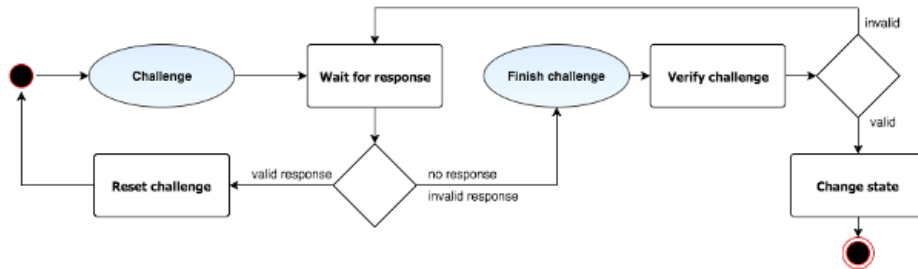 invalid
Challenge
Wait for response
Finish challenge
Verify challenge
valid
Reset challenge
valid response
no response
invalid response
Change state